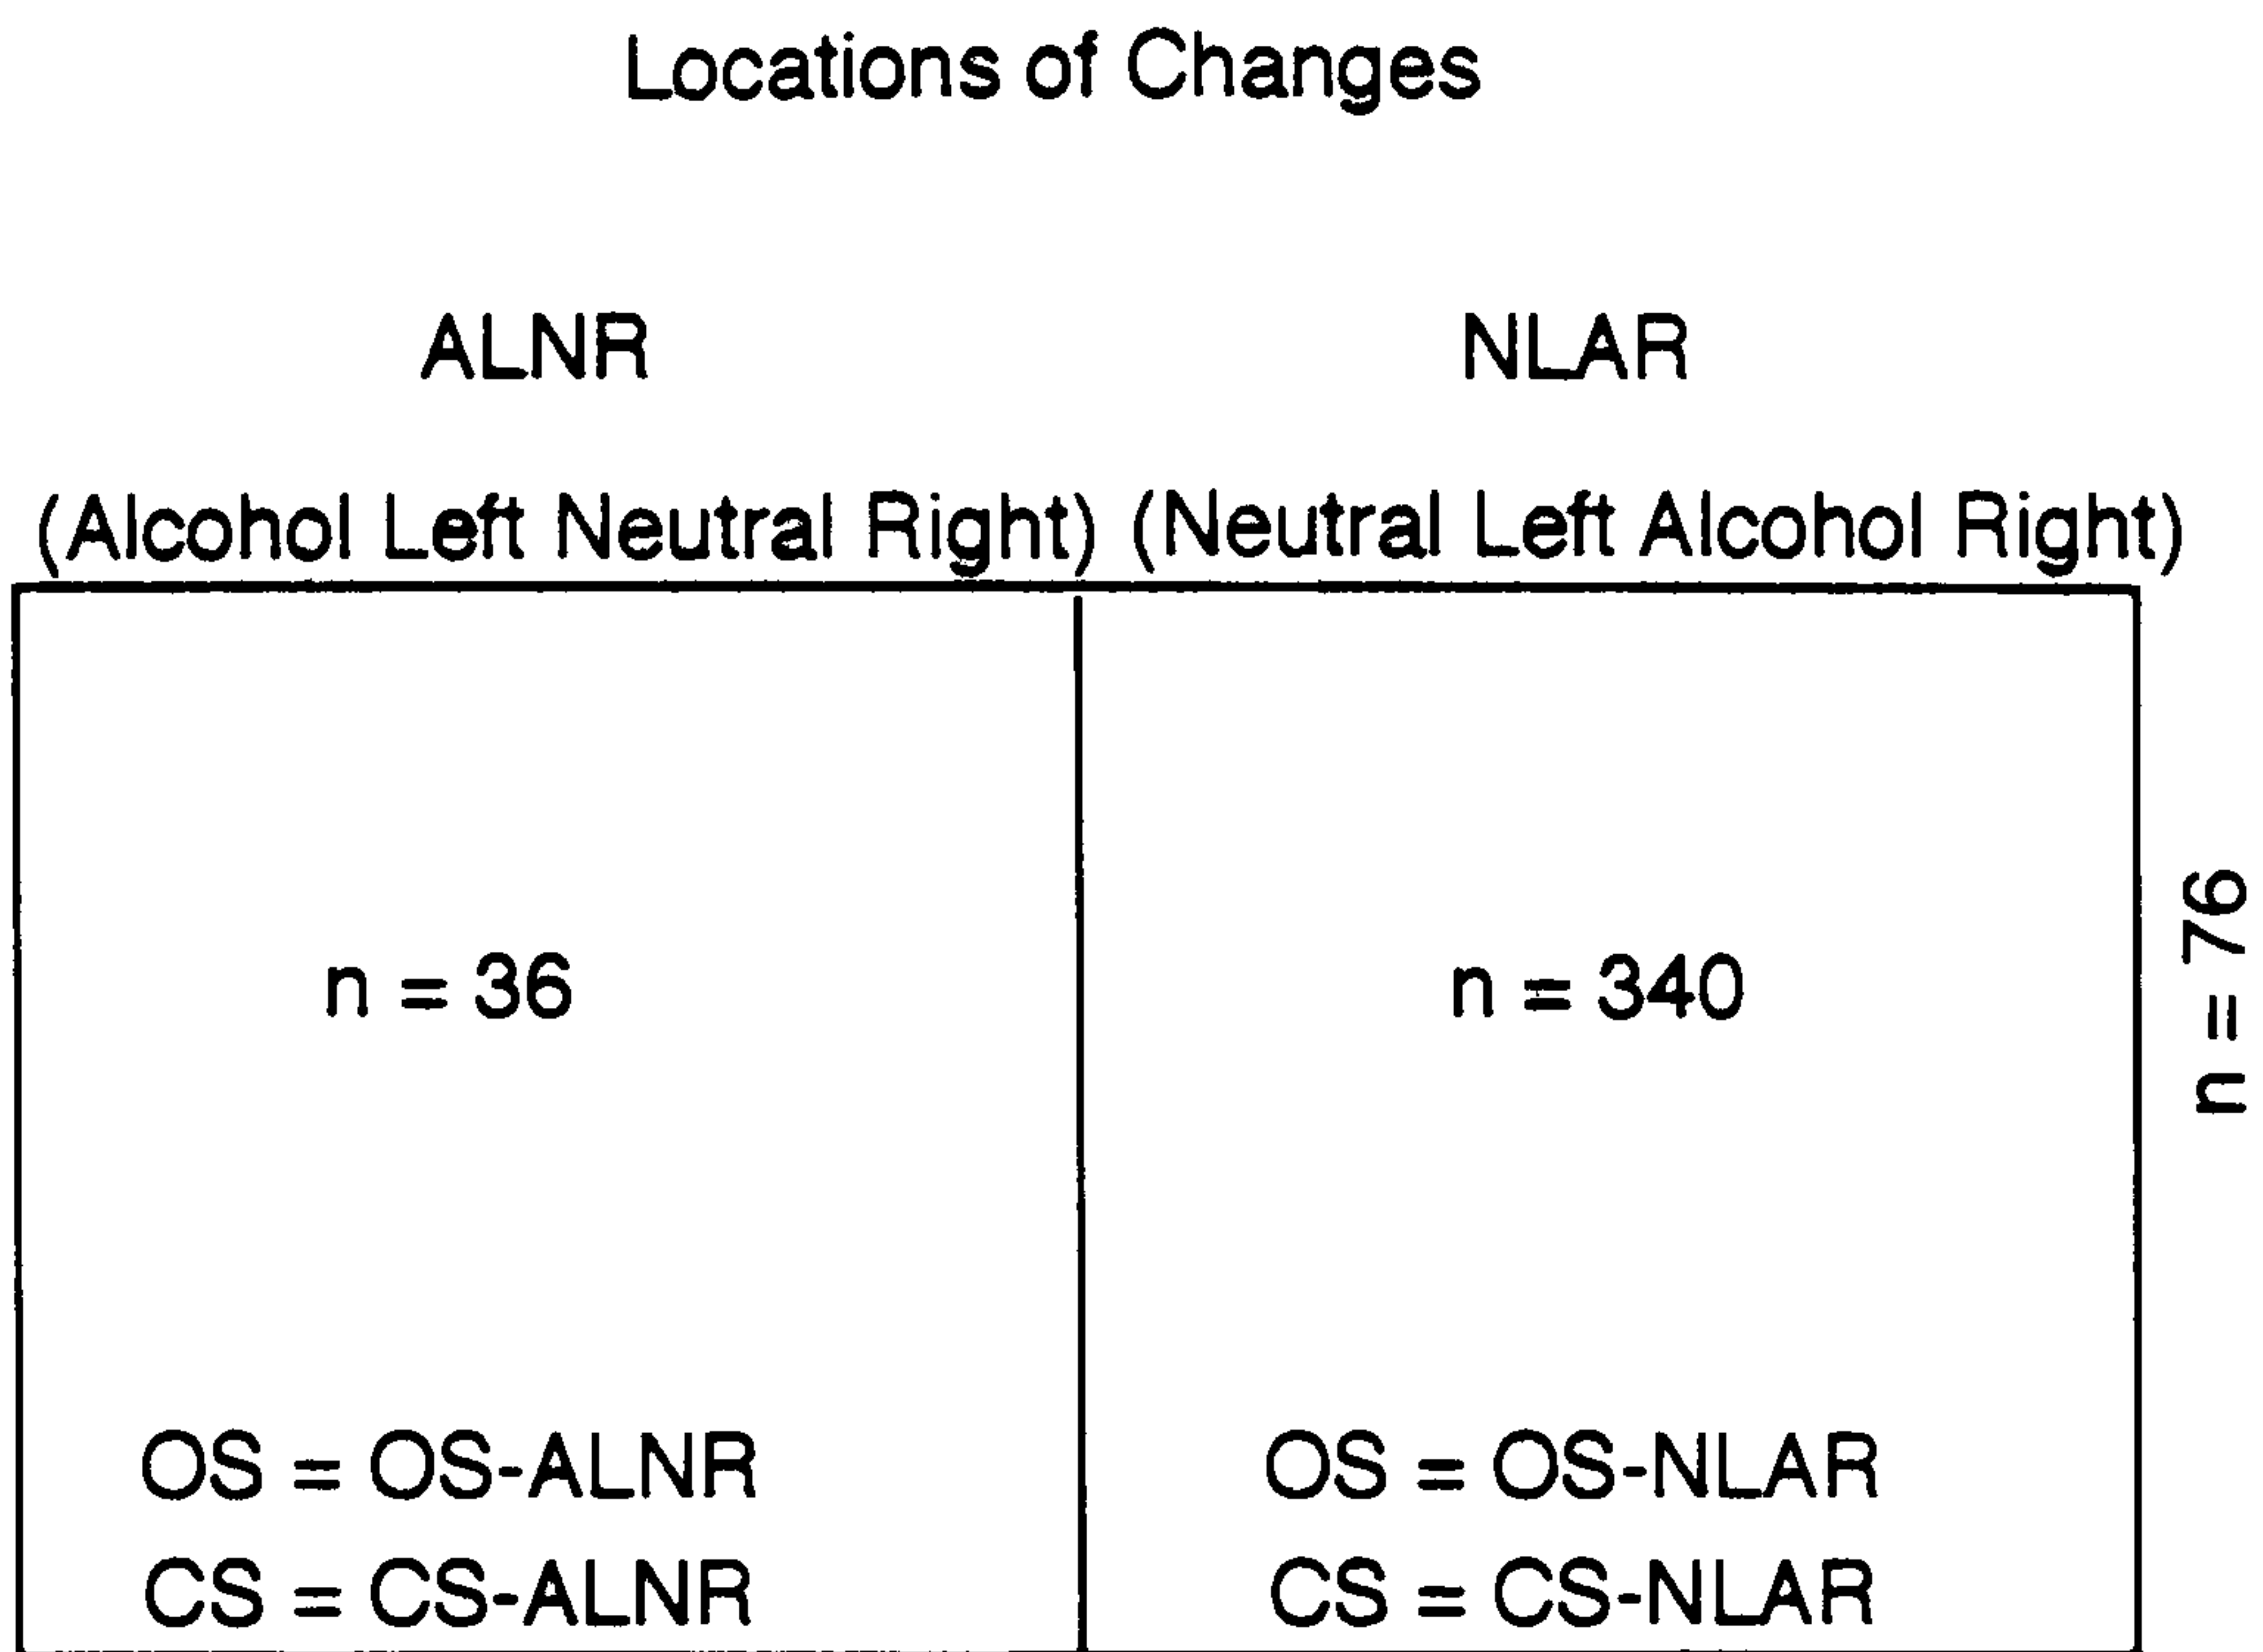 Locations of Changes
ALNR NLAR
(Alcohol Left Neutral Right) (Neutral Left Alcohol Right)
n = 36 n = 340
n = 76
OS = OS-ALNR OS = OS-NLAR
CS = CS-ALNR CS = CS-NLAR